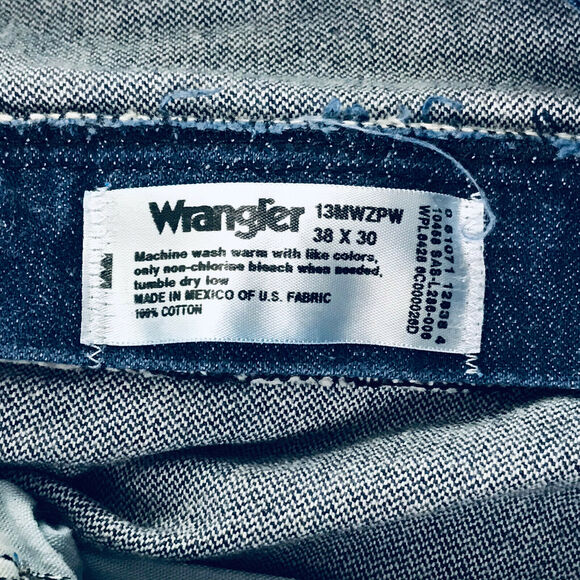 Wrangler 13MWZPW
38 X 30
Machine wash warm with like colors,
only non-chlorine bleach when needed,
tumble dry low
MADE IN MEXICO OF U.S. FABRIC
100% COTTON